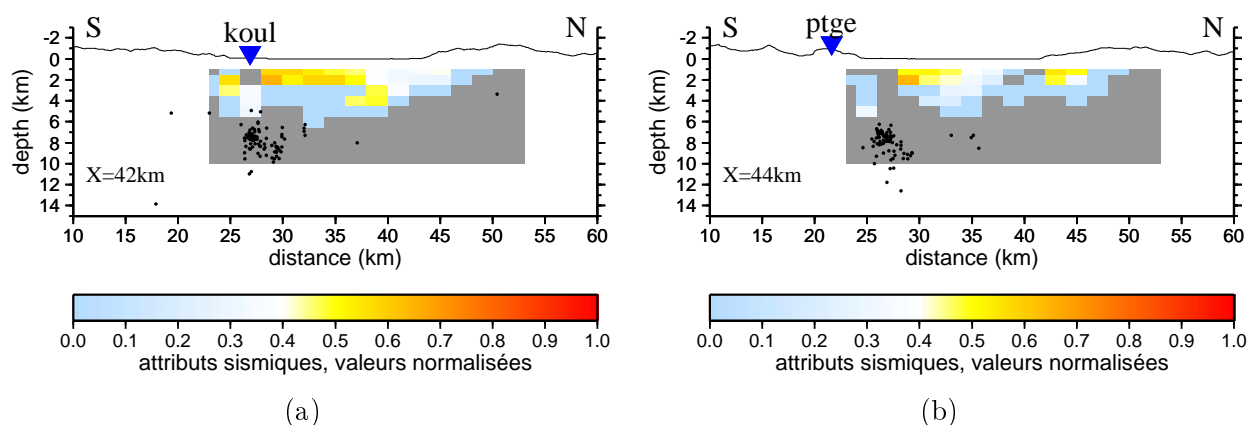 S koul N
-2
0
2
4
6
8
10
12
14
depth (km)
X=42km
10 15 20 25 30 35 40 45 50 55 60
distance (km)
0.0 0.1 0.2 0.3 0.4 0.5 0.6 0.7 0.8 0.9 1.0
attributs sismiques, valeurs normalisées
(a)
S ptge N
-2
0
2
4
6
8
10
12
14
depth (km)
X=44km
10 15 20 25 30 35 40 45 50 55 60
distance (km)
0.0 0.1 0.2 0.3 0.4 0.5 0.6 0.7 0.8 0.9 1.0
attributs sismiques, valeurs normalisées
(b)